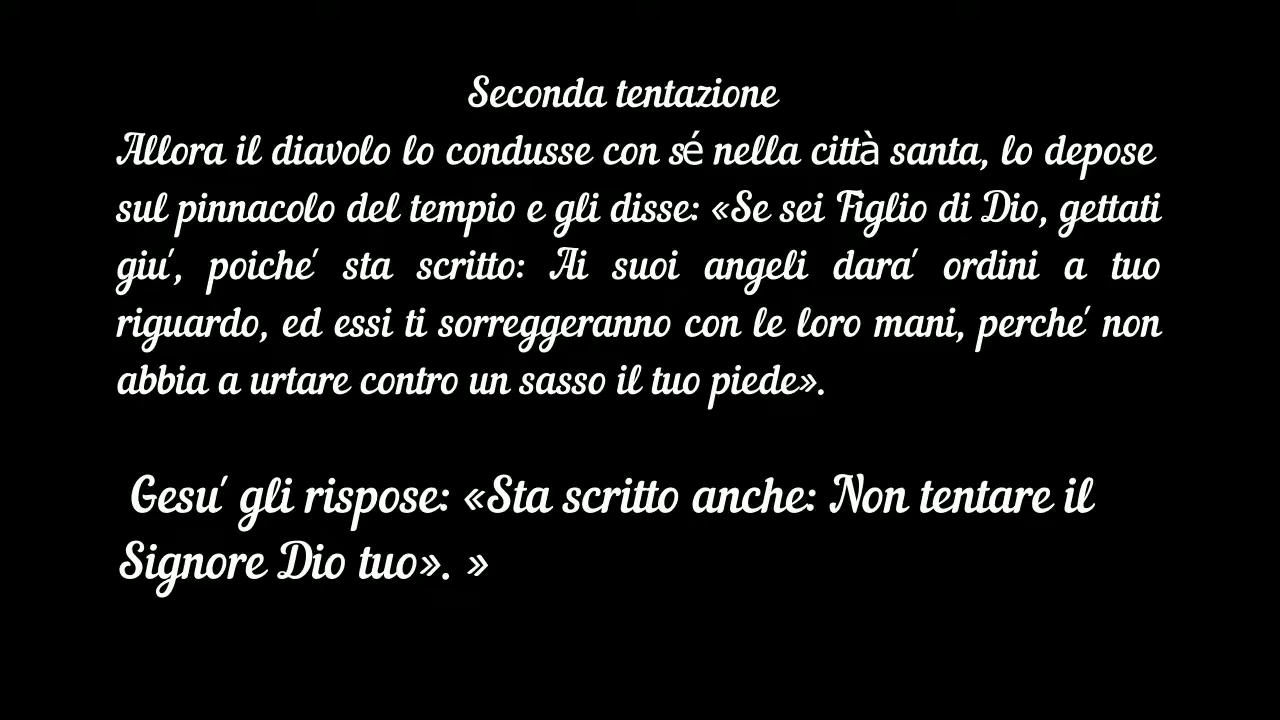 Seconda tentazione
Allora il diavolo lo condusse con sé nella città santa, lo depose
sul pinnacolo del tempio e gli disse: «Se sei Figlio di Dio, gettati
giu', poiche' sta scritto: Ai suoi angeli dara' ordini a tuo
riguardo, ed essi ti sorreggeranno con le loro mani, perche' non
abbia a urtare contro un sasso il tuo piede».
Gesu' gli rispose: «Sta scritto anche: Non tentare il
Signore Dio tuo». »